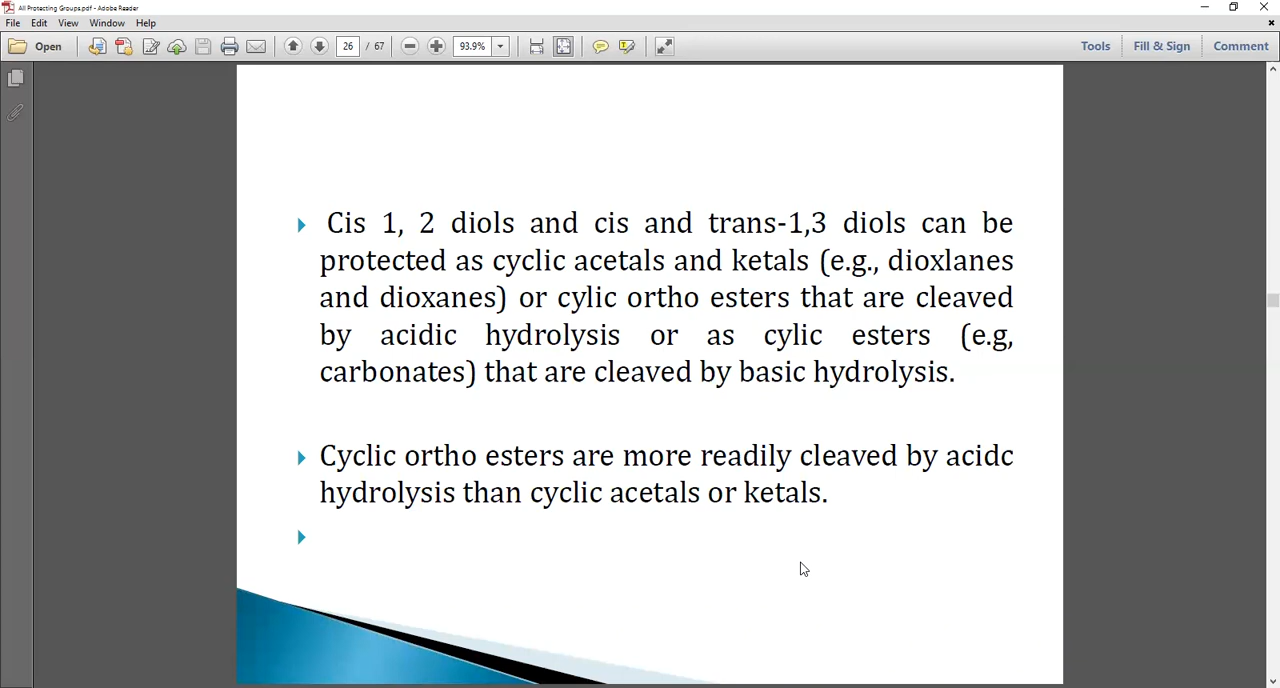 All Protecting Groups.pdf - Adobe Reader
File Edit View Window Help
Open 26 / 67 93.9% Tools Fill & Sign Comment
Cis 1, 2 diols and cis and trans-1,3 diols can be
protected as cyclic acetals and ketals (e.g., dioxlanes
and dioxanes) or cylic ortho esters that are cleaved
by acidic hydrolysis or as cylic esters (e.g,
carbonates) that are cleaved by basic hydrolysis.
Cyclic ortho esters are more readily cleaved by acidc
hydrolysis than cyclic acetals or ketals.